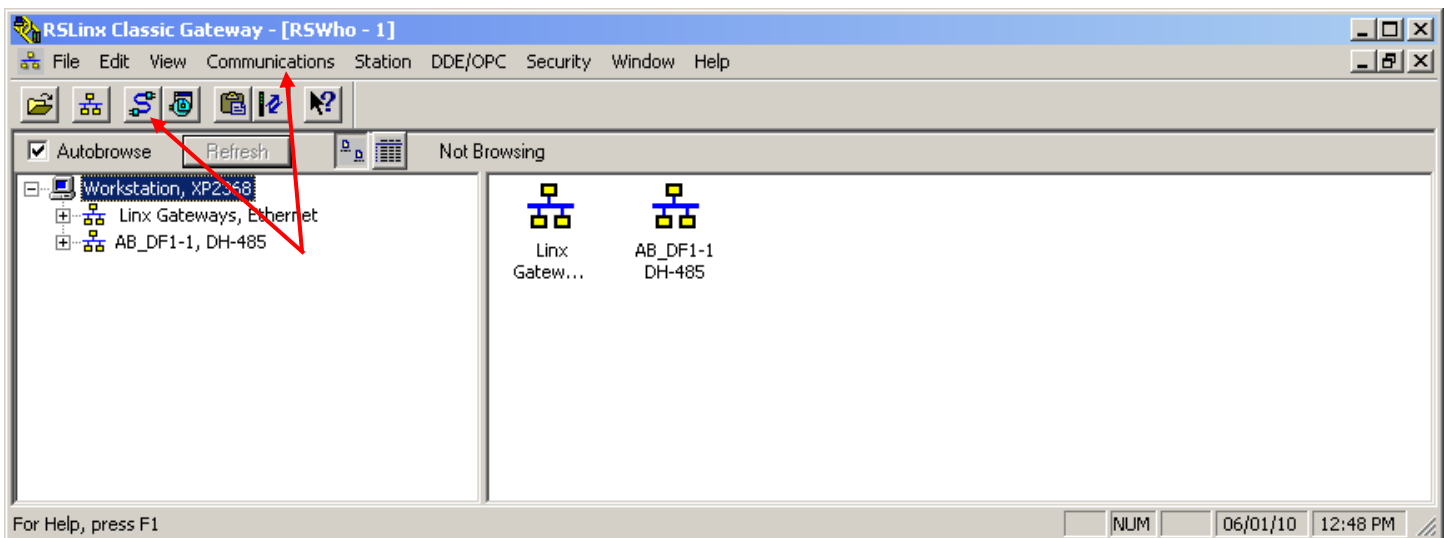 RSLinx Classic Gateway - [RSWho - 1]
File Edit View Communications Station DDE/OPC Security Window Help
Autobrowse Refresh Not Browsing
Workstation, XP2368
Linx Gateways, Ethernet
AB_DF1-1, DH-485
Linx
Gatew...
AB_DF1-1
DH-485
For Help, press F1 NUM 06/01/10 12:48 PM